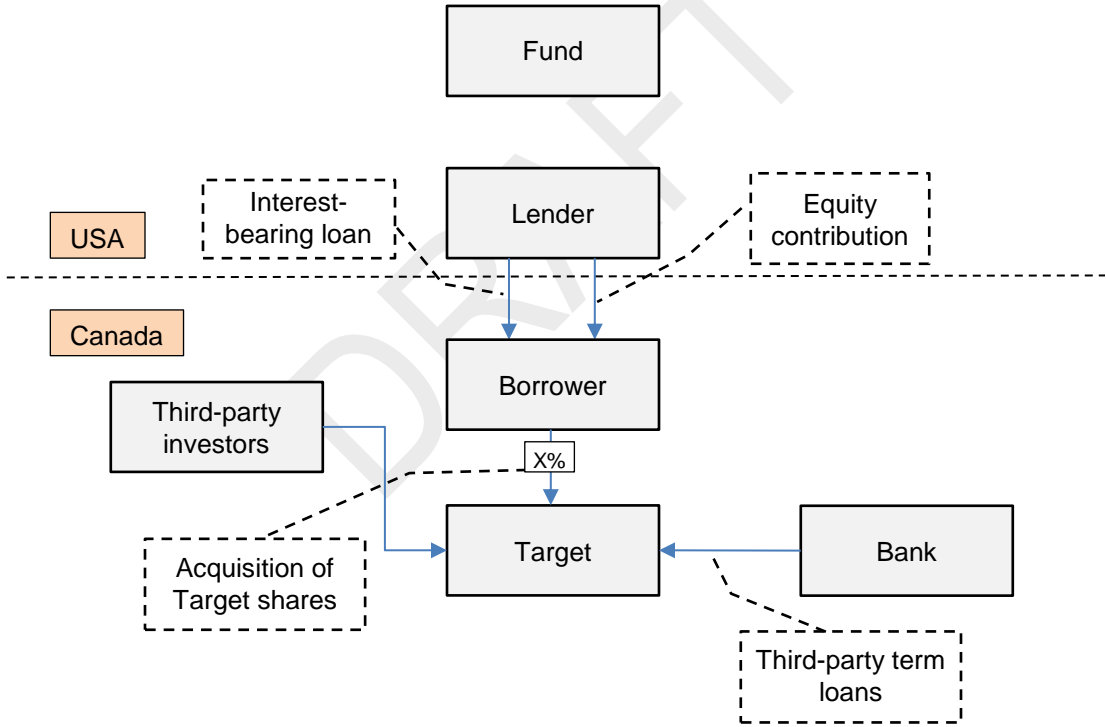 Fund
Interest-
bearing loan
Lender
Equity
contribution
USA
Canada
Borrower
Third-party
investors
X%
Acquisition of
Target shares
Target
Bank
Third-party term
loans
DRAFT